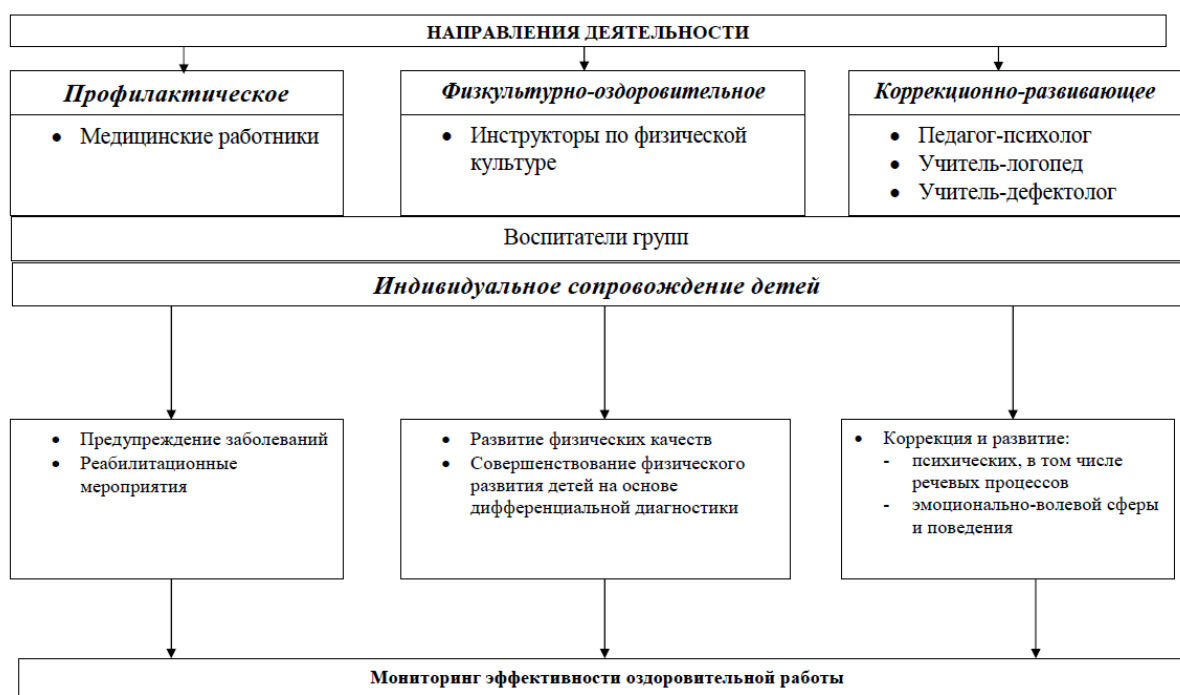 НАПРАВЛЕНИЯ ДЕЯТЕЛЬНОСТИ
Профилактическое
• Медицинские работники
Физкультурно-оздоровительное
• Инструкторы по физической
культуре
Коррекционно-развивающее
• Педагог-психолог
• Учитель-логопед
• Учитель-дефектолог
Воспитатели групп
Индивидуальное сопровождение детей
• Предупреждение заболеваний
• Реабилитационные
мероприятия
• Развитие физических качеств
• Совершенствование физического
развития детей на основе
дифференциальной диагностики
• Коррекция и развитие:
- психических, в том числе
речевых процессов
- эмоционально-волевой сферы
и поведения
Мониторинг эффективности оздоровительной работы